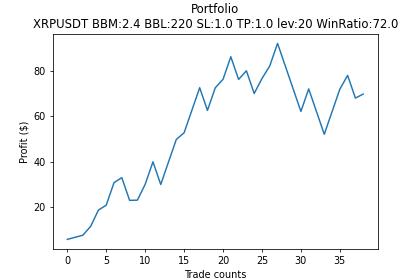 Portfolio
XRPUSDT BBM:2.4 BBL:220 SL:1.0 TP:1.0 lev:20 WinRatio:72.0
80
60
40
20
Profit ($)
0 5 10 15 20 25 30 35
Trade counts